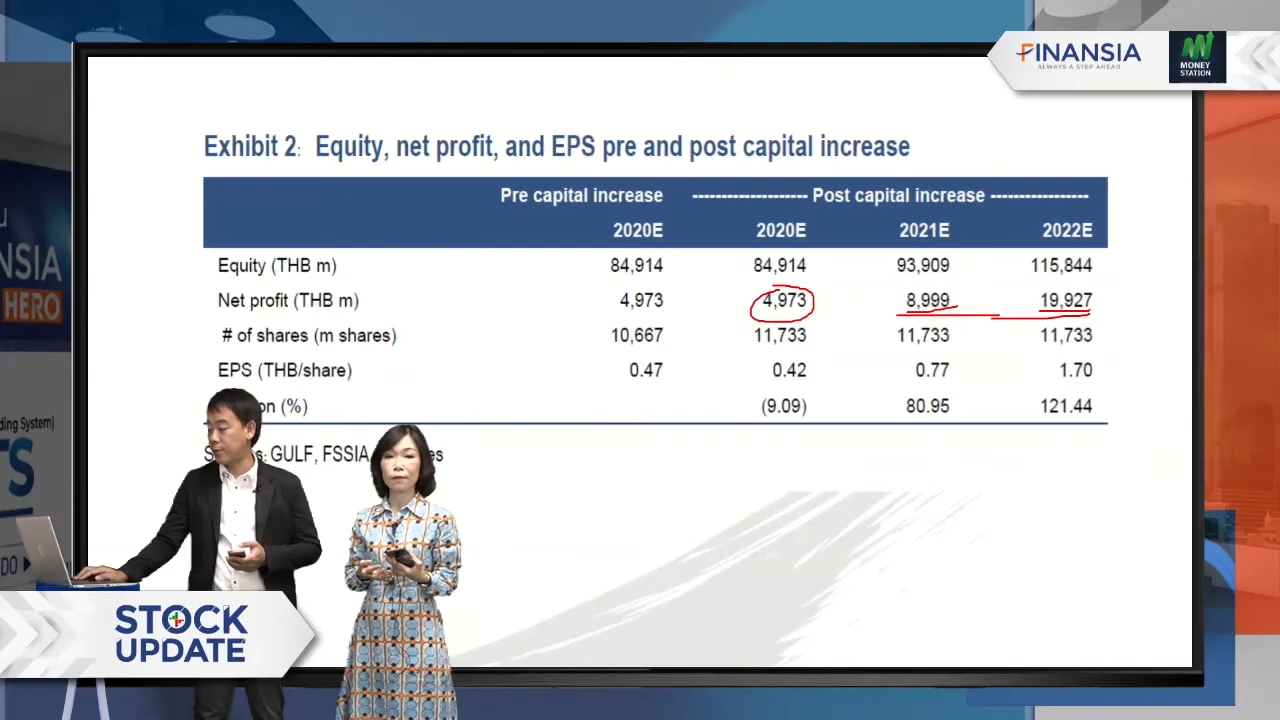 FINANSIA
ALWAYS A STEP AHEAD
MONEY
STATION
Exhibit 2: Equity, net profit, and EPS pre and post capital increase
Pre capital increase -------------------- Post capital increase -----------------
2020E 2020E 2021E 2022E
Equity (THB m) 84,914 84,914 93,909 115,844
Net profit (THB m) 4,973 4,973 8,999 19,927
# of shares (m shares) 10,667 11,733 11,733 11,733
EPS (THB/share) 0.47 0.42 0.77 1.70
on (%) (9.09) 80.95 121.44
GULF, FSSIA
NSIA
HERO
ding System)
TS
DO
STOCK
UPDATE